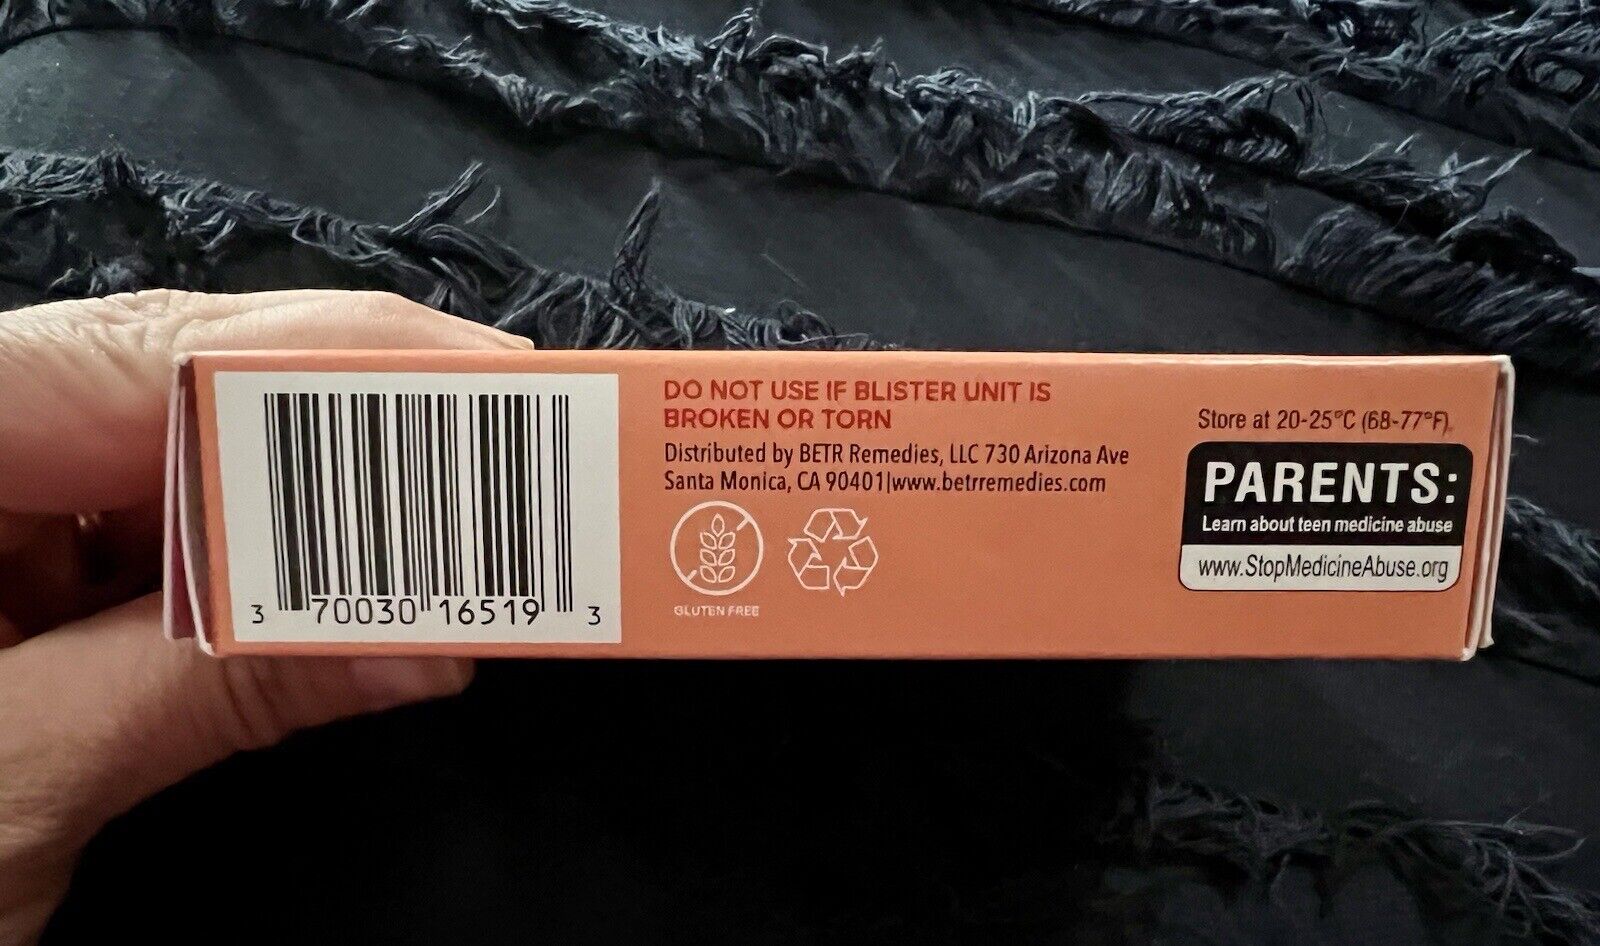 3 70030 16519 3
DO NOT USE IF BLISTER UNIT IS
BROKEN OR TORN
Distributed by BETR Remedies, LLC 730 Arizona Ave
Santa Monica, CA 90401|www.betrremedies.com
GLUTEN FREE
Store at 20-25°C (68-77°F).
PARENTS:
Learn about teen medicine abuse
www.StopMedicineAbuse.org